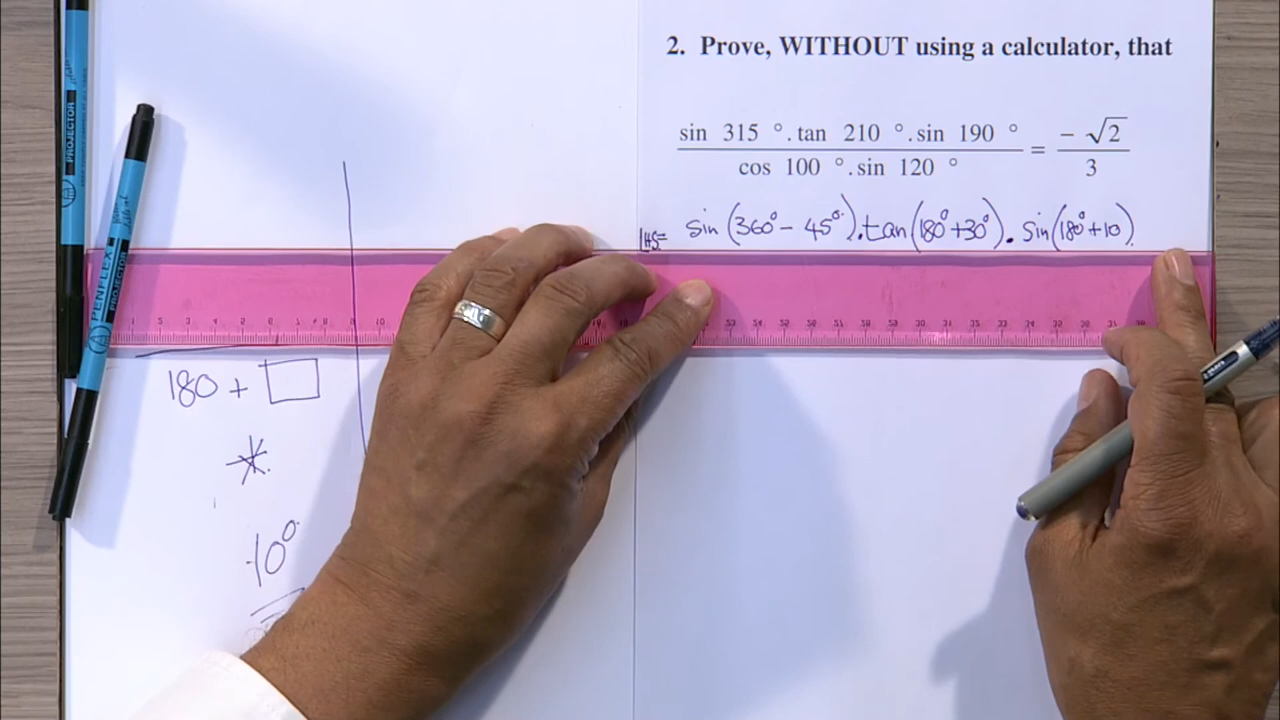 2. Prove, WITHOUT using a calculator, that
sin 315 °. tan 210 °. sin 190 °
cos 100 °. sin 120 °
= - √2
3
LHS= sin (360° - 45°). tan (180° + 30°). sin (180° + 10)
180 + □
*
10°
PENFLEX PROJECTOR
PROJECTOR